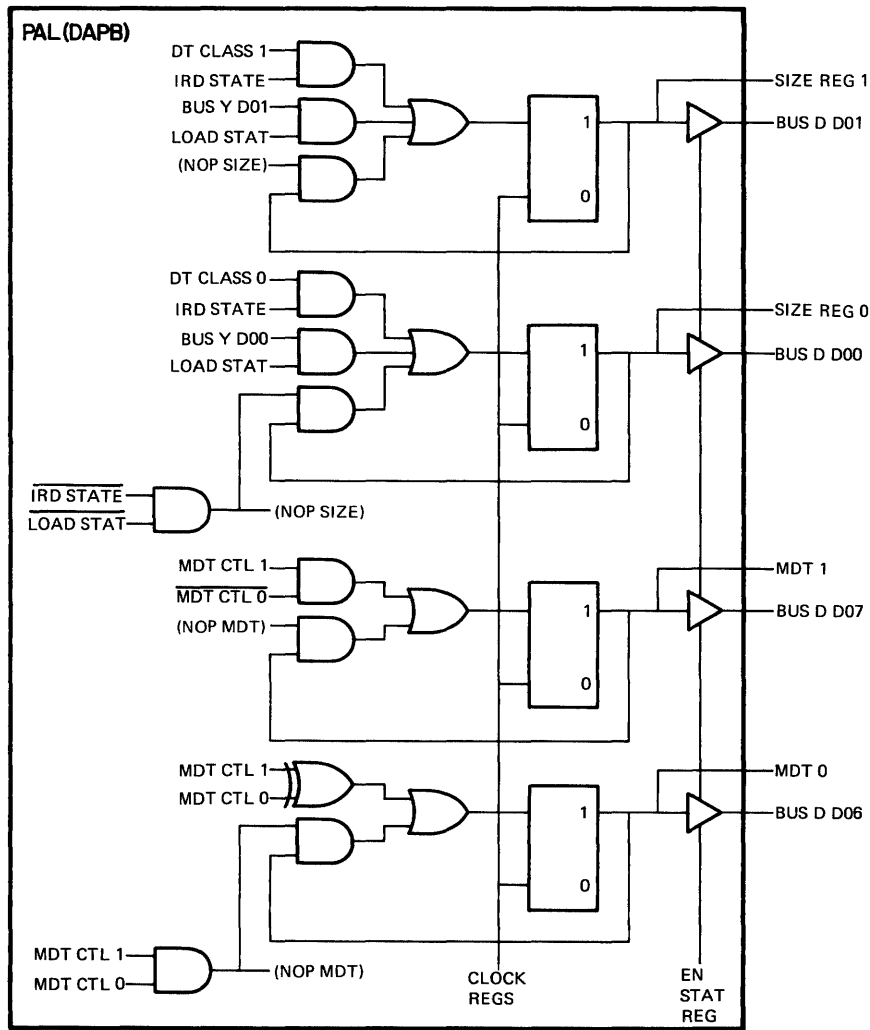 PAL (DAPB)
DT CLASS 1
IRD STATE
BUS Y D01
LOAD STAT
(NOP SIZE)
1
0
SIZE REG 1
BUS D D01
DT CLASS 0
IRD STATE
BUS Y D00
LOAD STAT
1
0
SIZE REG 0
BUS D D00
IRD STATE
LOAD STAT
(NOP SIZE)
MDT CTL 1
MDT CTL 0
(NOP MDT)
1
0
MDT 1
BUS D D07
MDT CTL 1
MDT CTL 0
1
0
MDT 0
BUS D D06
MDT CTL 1
MDT CTL 0
(NOP MDT)
CLOCK
REGS
EN
STAT
REG